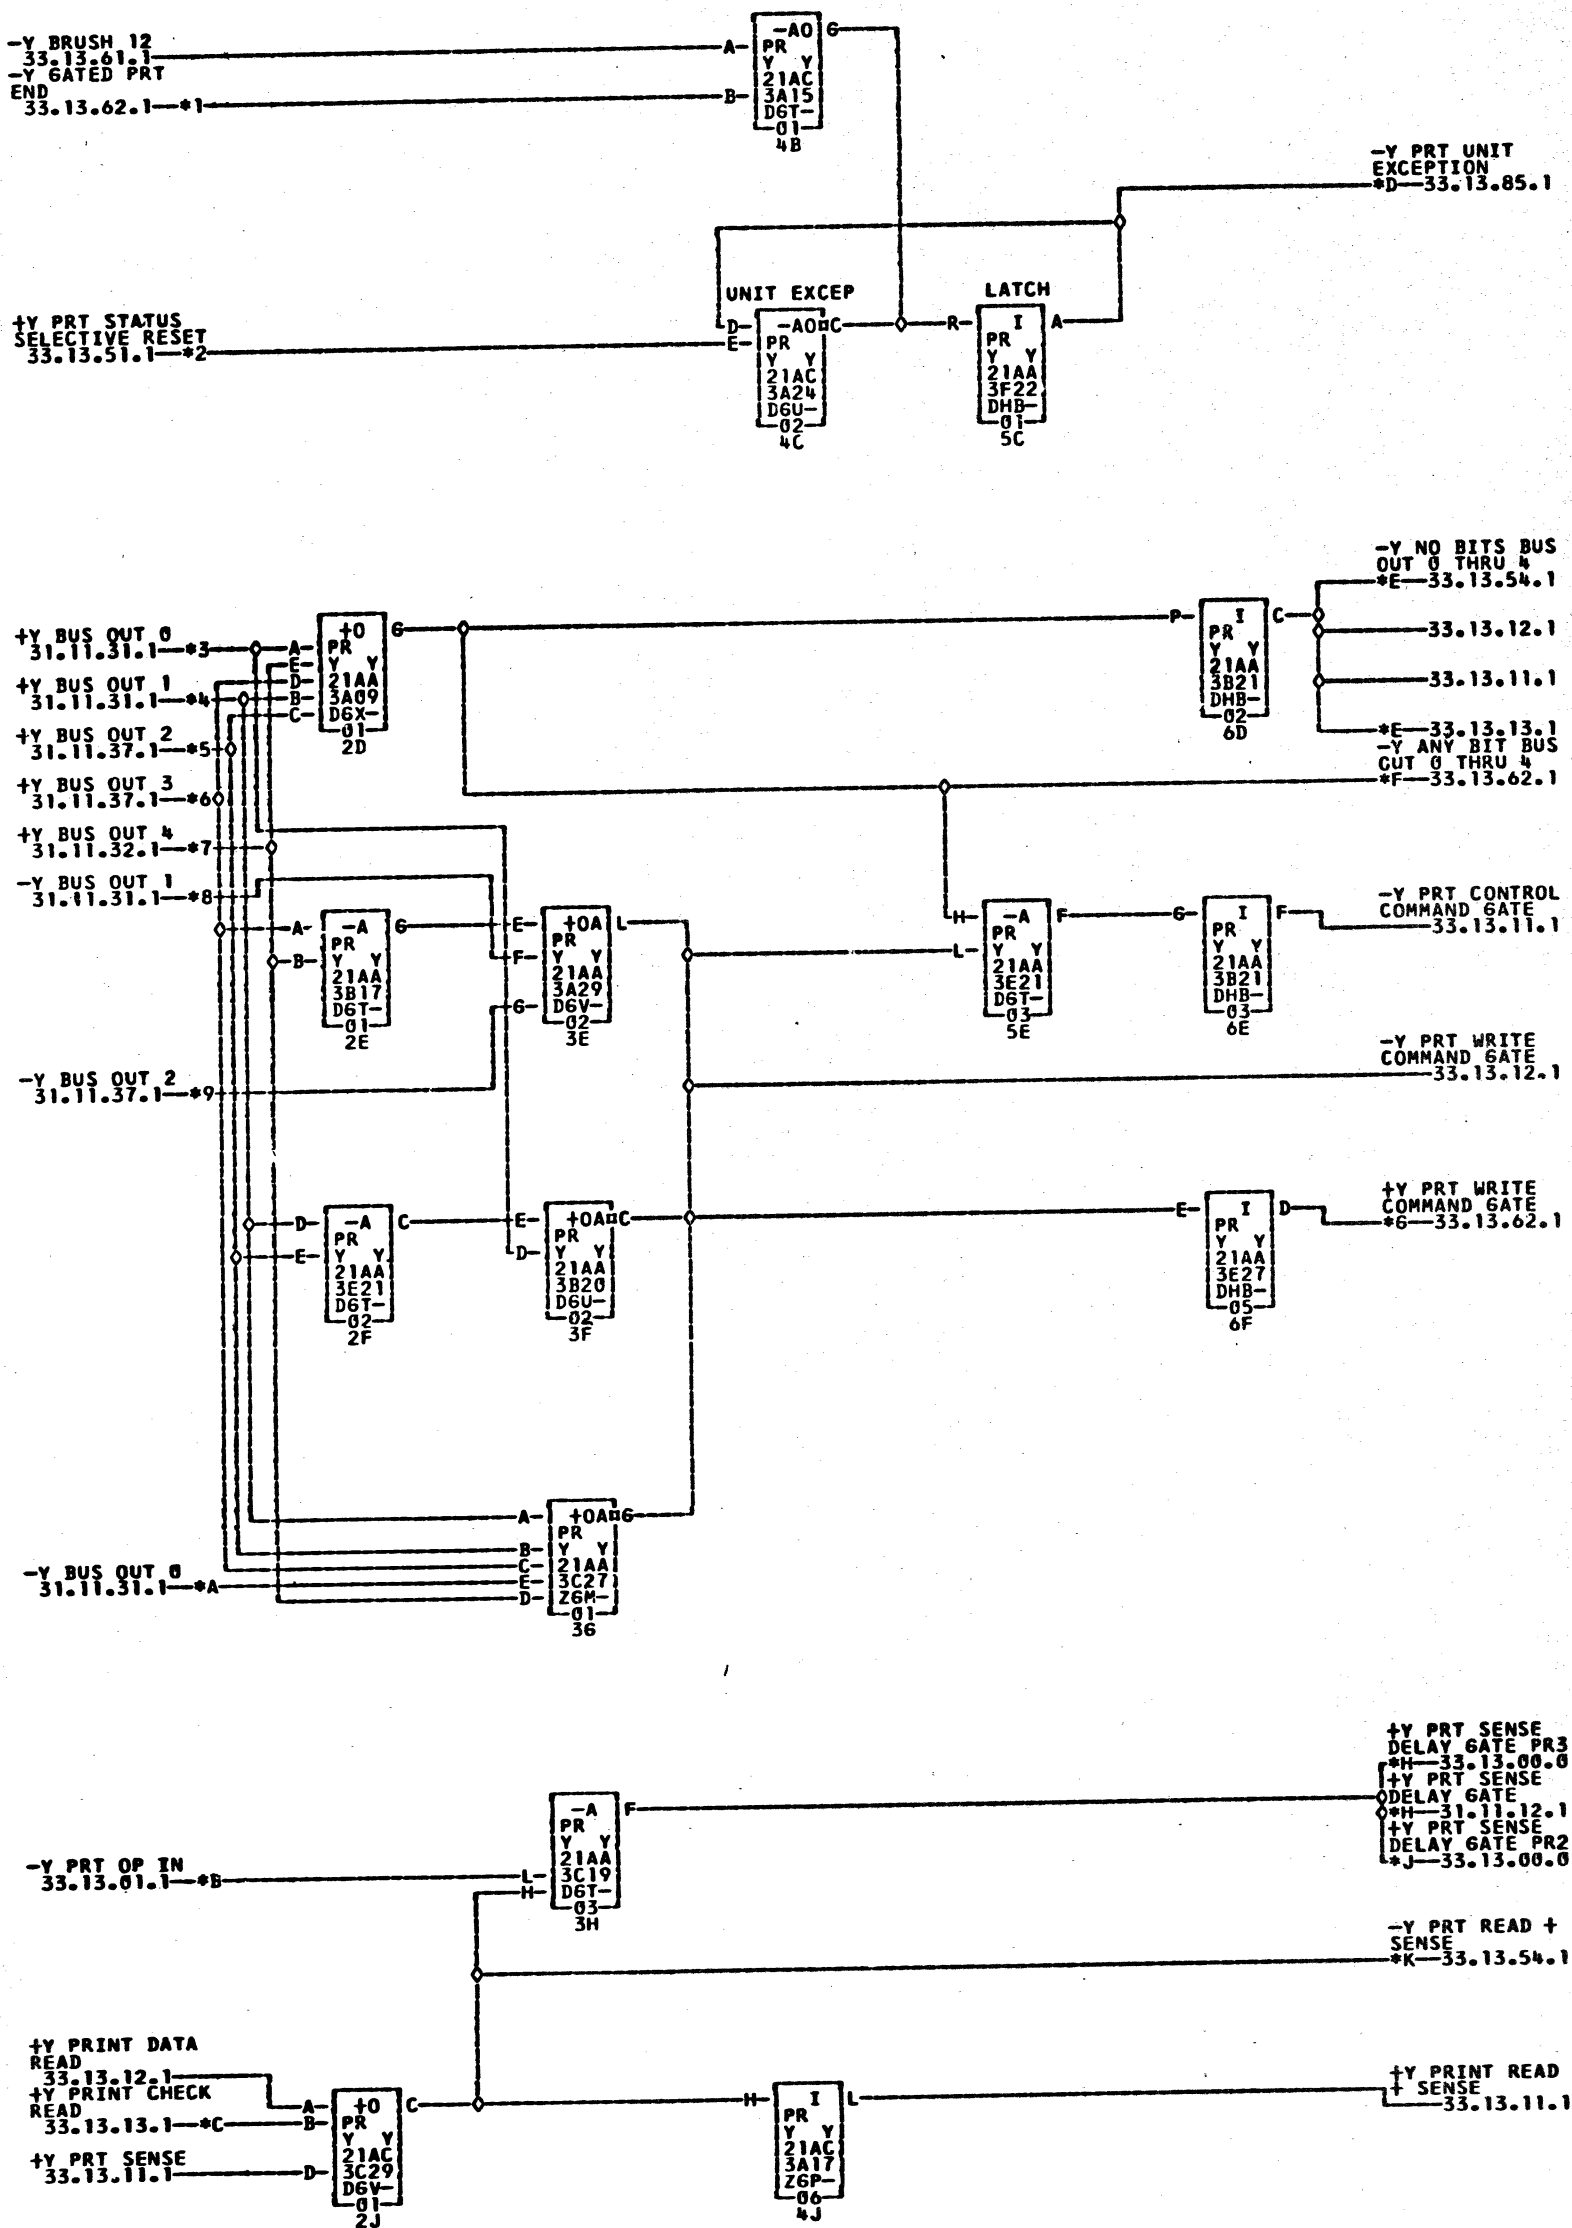 -Y BRUSH 12
33.13.61.1
-Y GATED PRT
END
33.13.62.1—*1
A- -AO G
PR
Y Y
21AC
B- 3A15
D6T-
01
4B
-Y PRT UNIT
EXCEPTION
*D—33.13.85.1
+Y PRT STATUS
SELECTIVE RESET
33.13.51.1—*2
UNIT EXCEP
D- -AO C
E- PR
Y Y
21AC
3A24
D6U-
02
4C
LATCH
R- I A
PR
Y Y
21AA
3F22
DHB-
01
5C
+Y BUS OUT 0
31.11.31.1—*3
+Y BUS OUT 1
31.11.31.1—*4
+Y BUS OUT 2
31.11.37.1—*5
+Y BUS OUT 3
31.11.37.1—*6
+Y BUS OUT 4
31.11.32.1—*7
-Y BUS OUT 1
31.11.31.1—*8
-Y BUS OUT 2
31.11.37.1—*9
+O G
A- PR
E- Y Y
D- 21AA
B- 3A09
C- D6X-
01
2D
P- I C
PR
Y Y
21AA
3B21
DHB-
02
6D
-Y NO BITS BUS
OUT 0 THRU 4
*E—33.13.54.1
33.13.12.1
33.13.11.1
*E—33.13.13.1
-Y ANY BIT BUS
OUT 0 THRU 4
*F—33.13.62.1
A- -A G
PR
B- Y Y
21AA
3B17
D6T-
01
2E
E- +OA L
PR
F- Y Y
21AA
3A29
G- D6V-
02
3E
H- -A F
PR
L- Y Y
21AA
3E21
D6T-
03
5E
G- I F
PR
Y Y
21AA
3B21
DHB-
03
6E
-Y PRT CONTROL
COMMAND GATE
33.13.11.1
-Y PRT WRITE
COMMAND GATE
33.13.12.1
D- -A C
PR
E- Y Y
21AA
3E21
D6T-
02
2F
E- +OA C
PR
D- Y Y
21AA
3B20
D6U-
02
3F
E- I D
PR
Y Y
21AA
3E27
DHB-
05
6F
+Y PRT WRITE
COMMAND GATE
*G—33.13.62.1
-Y BUS OUT 0
31.11.31.1—*A
A- +OA G
PR
B- Y Y
C- 21AA
E- 3C27
D- Z6M-
01
3G
-Y PRT OP IN
33.13.01.1—*B
-A F
PR
Y Y
21AA
L- 3C19
H- D6T-
03
3H
+Y PRT SENSE
DELAY GATE PR3
*H—33.13.00.0
+Y PRT SENSE
DELAY GATE
*H—31.11.12.1
+Y PRT SENSE
DELAY GATE PR2
*J—33.13.00.0
-Y PRT READ +
SENSE
*K—33.13.54.1
+Y PRINT DATA
READ
33.13.12.1
+Y PRINT CHECK
READ
33.13.13.1—*C
+Y PRT SENSE
33.13.11.1
A- +O C
B- PR
Y Y
21AC
D- 3C29
D6V-
01
2J
H- I L
PR
Y Y
21AC
3A17
Z6P-
06
4J
+Y PRINT READ
+ SENSE
33.13.11.1